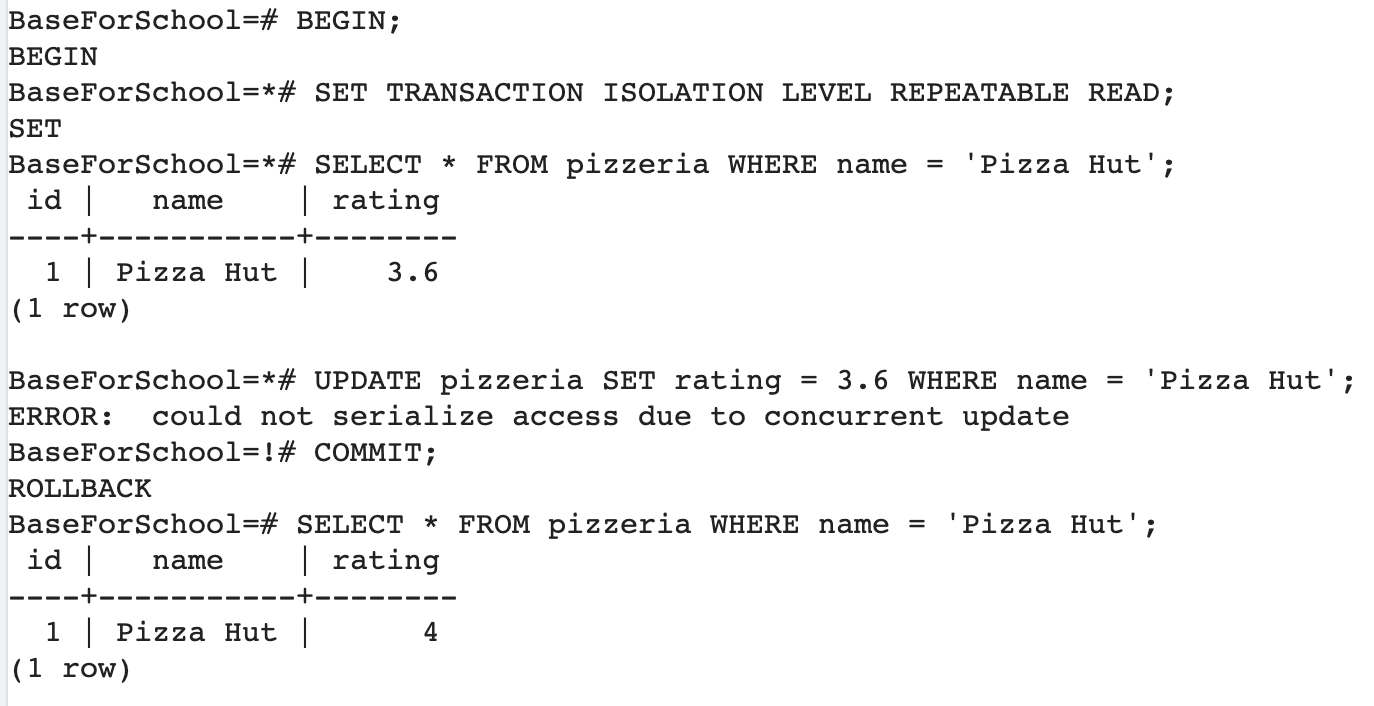 BaseForSchool=# BEGIN;
BEGIN
BaseForSchool=*# SET TRANSACTION ISOLATION LEVEL REPEATABLE READ;
SET
BaseForSchool=*# SELECT * FROM pizzeria WHERE name = 'Pizza Hut';
 id |   name    | rating
----+-----------+--------
  1 | Pizza Hut |    3.6
(1 row)

BaseForSchool=*# UPDATE pizzeria SET rating = 3.6 WHERE name = 'Pizza Hut';
ERROR:  could not serialize access due to concurrent update
BaseForSchool=!# COMMIT;
ROLLBACK
BaseForSchool=# SELECT * FROM pizzeria WHERE name = 'Pizza Hut';
 id |   name    | rating
----+-----------+--------
  1 | Pizza Hut |      4
(1 row)